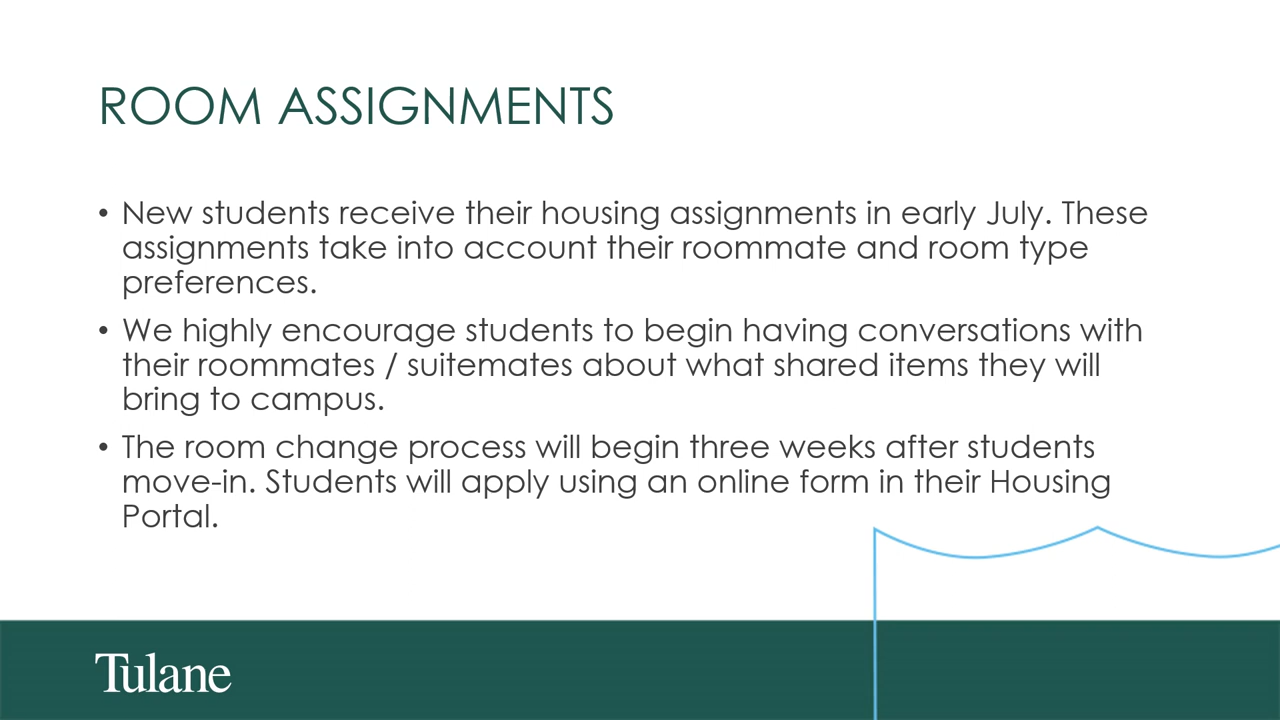 ROOM ASSIGNMENTS
• New students receive their housing assignments in early July. These
assignments take into account their roommate and room type
preferences.
• We highly encourage students to begin having conversations with
their roommates / suitemates about what shared items they will
bring to campus.
• The room change process will begin three weeks after students
move-in. Students will apply using an online form in their Housing
Portal.
Tulane